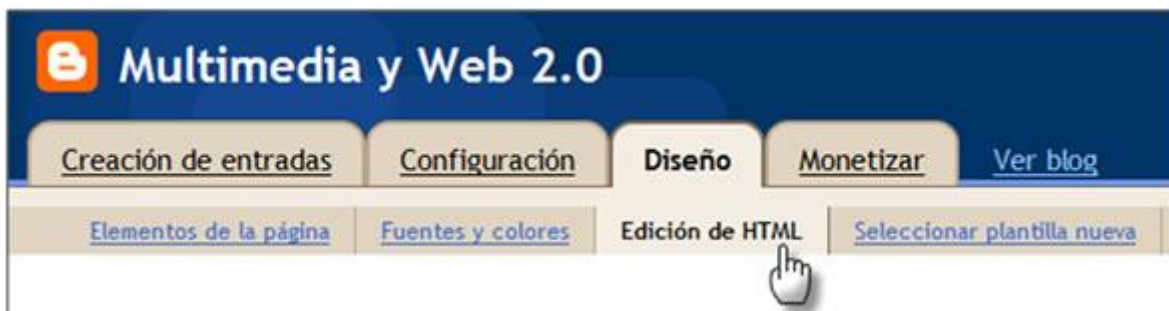 Multimedia y Web 2.0
Creación de entradas Configuración Diseño Monetizar Ver blog
Elementos de la página Fuentes y colores Edición de HTML Seleccionar plantilla nueva